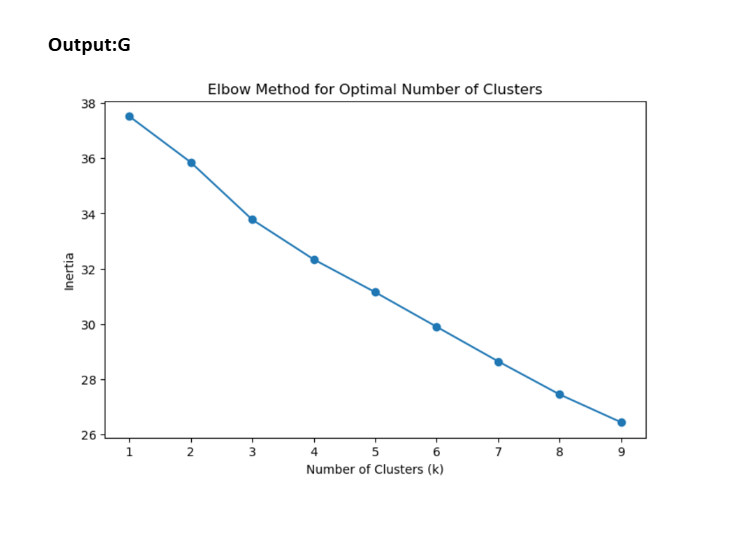 Output:G
Elbow Method for Optimal Number of Clusters
38
36
34
32
30
28
26
Inertia
1 2 3 4 5 6 7 8 9
Number of Clusters (k)